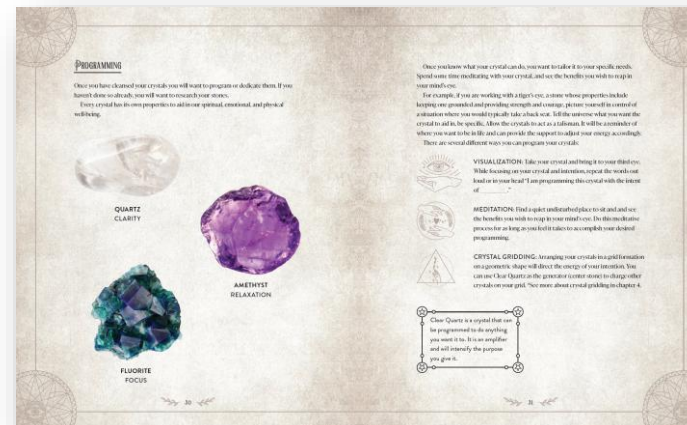 PROGRAMMING
Once you have cleansed your crystals you will want to program or dedicate them. If you
haven't done so already, you will want to research your stones.
Every crystal has its own properties to aid in our spiritual, emotional, and physical
well-being.
QUARTZ
CLARITY
AMETHYST
RELAXATION
FLUORITE
FOCUS
30
Once you know what your crystal can do, you want to tailor it to your specific needs.
Spend some time meditating with your crystal, and see the benefits you wish to reap in
your mind's eye.
For example, if you are working with a tiger's eye, a stone whose properties include
keeping one grounded and providing strength and courage, picture yourself in control of
a situation where you would typically take a back seat. Tell the universe what you want the
crystal to aid in, be specific. Allow the crystals to act as a talisman. It will be a reminder of
where you want to be in life and can provide the support to adjust your energy accordingly.
There are several different ways you can program your crystals:
VISUALIZATION: Take your crystal and bring it to your third eye.
While focusing on your crystal and intention, repeat the words out
loud or in your head "I am programming this crystal with the intent
of ________."
MEDITATION: Find a quiet undisturbed place to sit and and see
the benefits you wish to reap in your mind's eye. Do this meditative
process for as long as you feel it takes to accomplish your desired
programming.
CRYSTAL GRIDDING: Arranging your crystals in a grid formation
on a geometric shape will direct the energy of your intention. You
can use Clear Quartz as the generator (center stone) to charge other
crystals on your grid. *See more about crystal gridding in chapter 4.
Clear Quartz is a crystal that can
be programmed to do anything
you want it to. It is an amplifier
and will intensify the purpose
you give it.
31